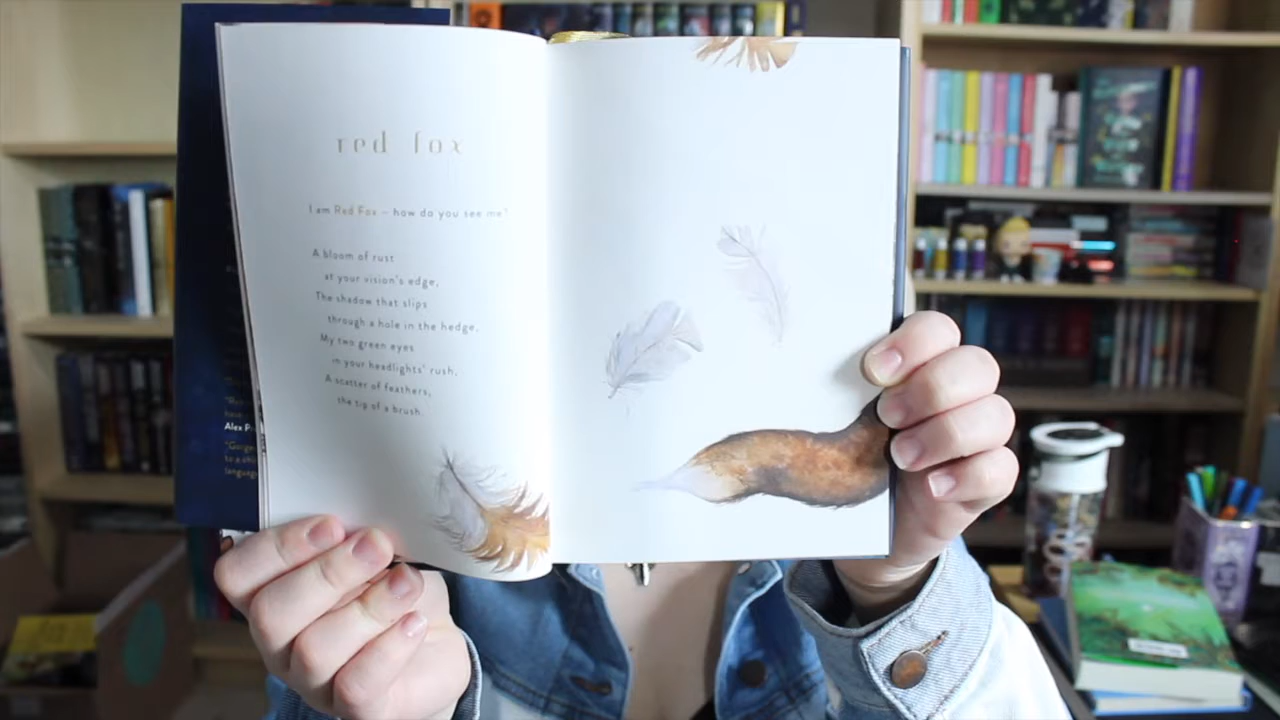 red fox
I am Red Fox – how do you see me?
A bloom of rust
at your vision's edge,
The shadow that slips
through a hole in the hedge,
My two green eyes
in your headlights' rush,
A scatter of feathers,
the tip of a brush.
Alex